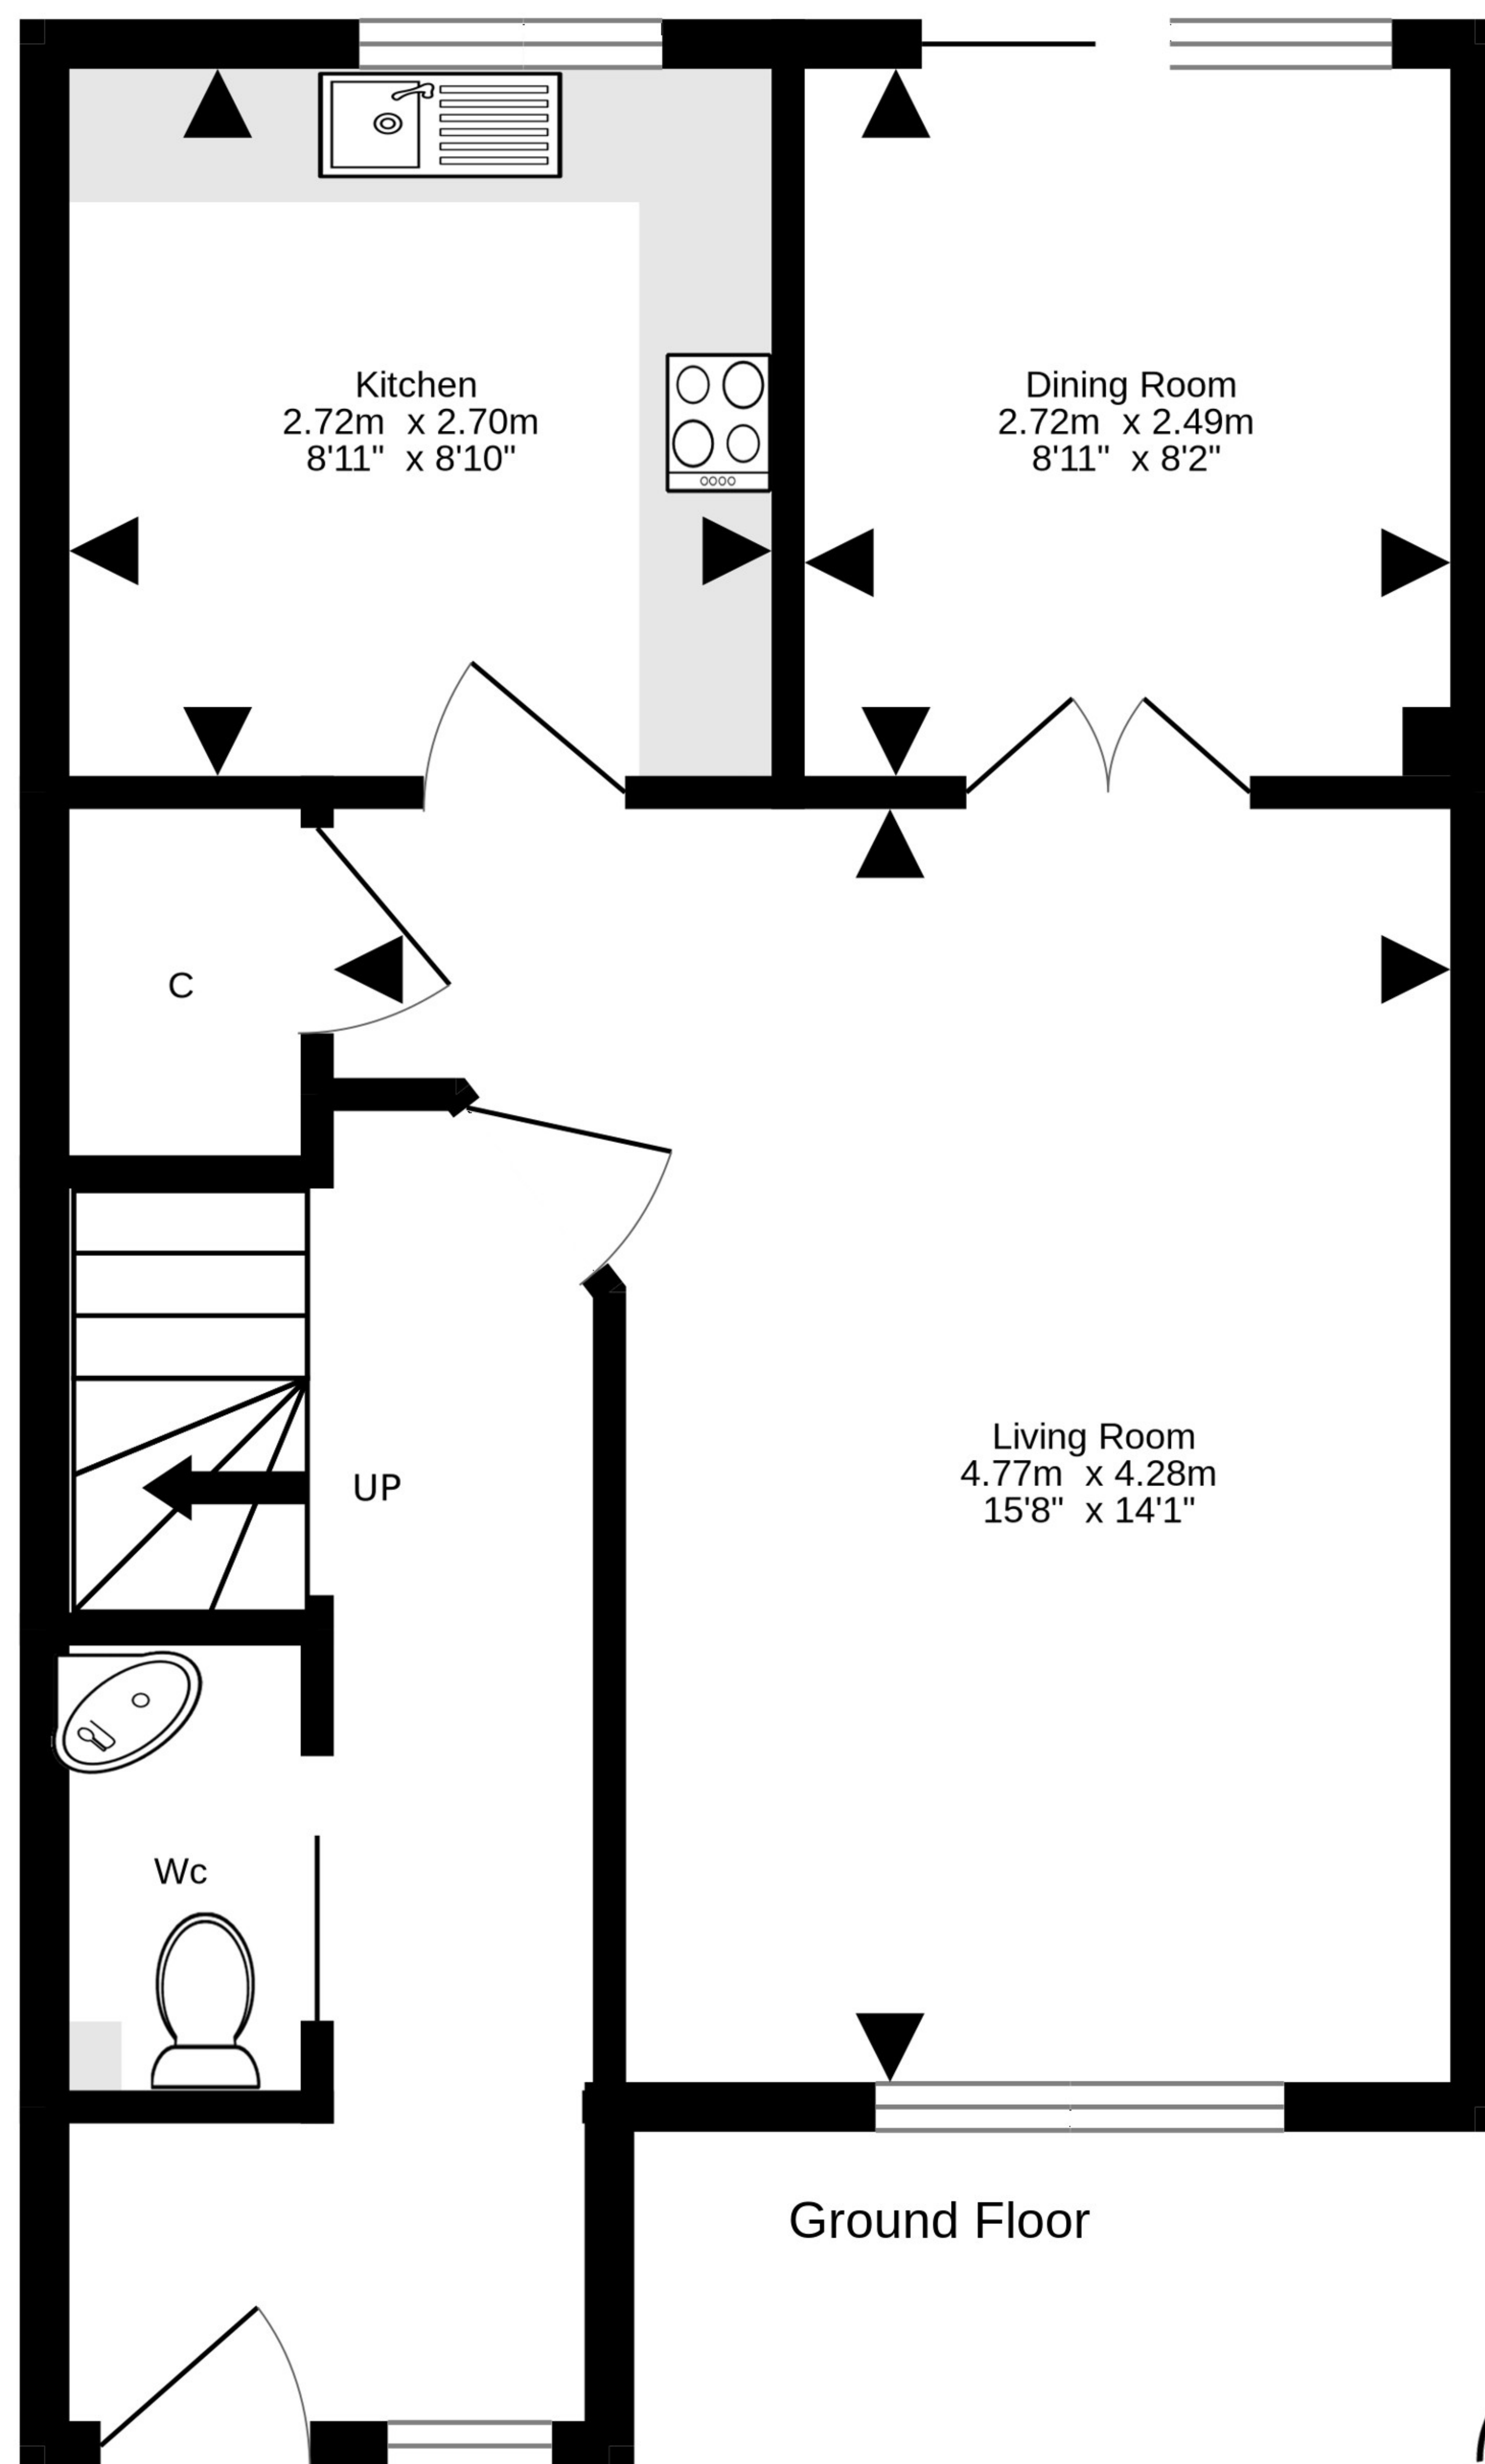 Kitchen
2.72m x 2.70m
8'11" x 8'10"
Dining Room
2.72m x 2.49m
8'11" x 8'2"
C
Living Room
4.77m x 4.28m
15'8" x 14'1"
UP
Wc
Ground Floor